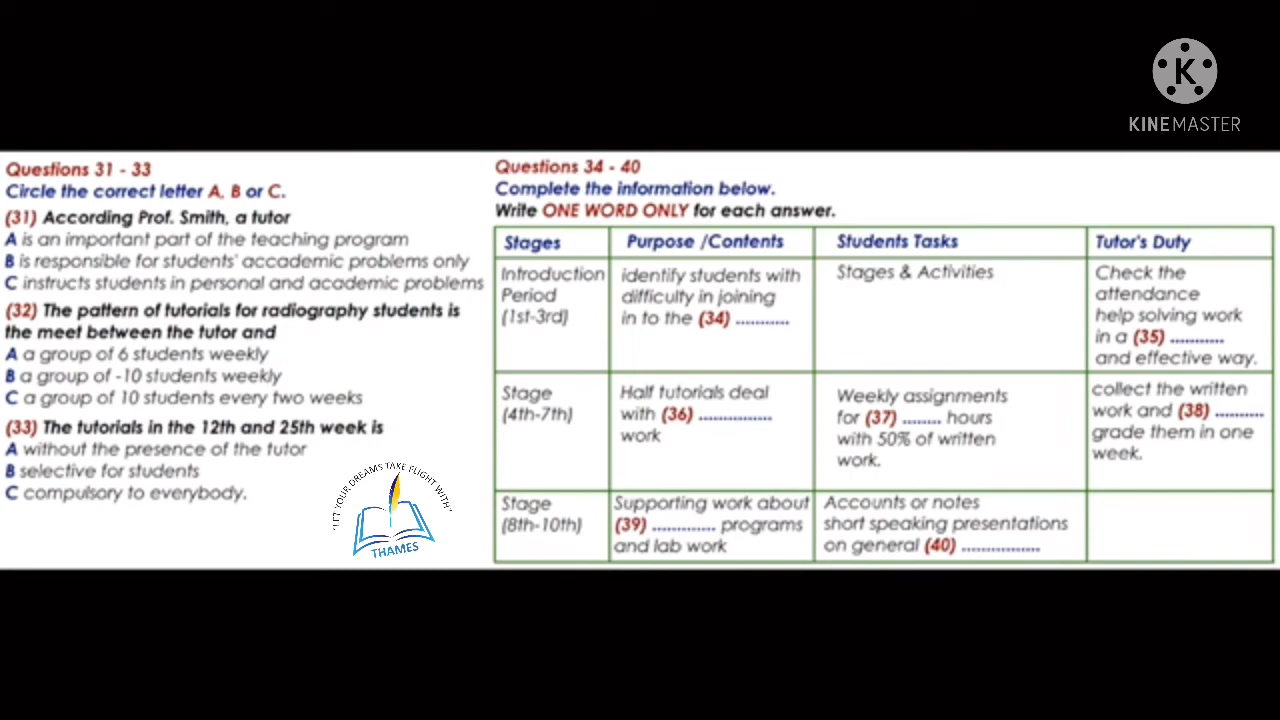 KINEMASTER
Questions 31 - 33
Circle the correct letter A, B or C.
(31) According Prof. Smith, a tutor
A is an important part of the teaching program
B is responsible for students' accademic problems only
C instructs students in personal and academic problems
(32) The pattern of tutorials for radiography students is
the meet between the tutor and
A a group of 6 students weekly
B a group of -10 students weekly
C a group of 10 students every two weeks
(33) The tutorials in the 12th and 25th week is
A without the presence of the tutor
B selective for students
C compulsory to everybody.
"LET YOUR DREAMS TAKE FLIGHT WITH"
THAMES
Questions 34 - 40
Complete the information below.
Write ONE WORD ONLY for each answer.
Stages
Purpose /Contents
Students Tasks
Tutor's Duty
Introduction
Period
(1st-3rd)
identify students with
difficulty in joining
in to the (34) ............
Stages & Activities
Check the
attendance
help solving work
in a (35) ............
and effective way.
Stage
(4th-7th)
Half tutorials deal
with (36) ................
work
Weekly assignments
for (37) ........ hours
with 50% of written
work.
collect the written
work and (38) ...........
grade them in one
week.
Stage
(8th-10th)
Supporting work about
(39) .............. programs
and lab work
Accounts or notes
short speaking presentations
on general (40) .................